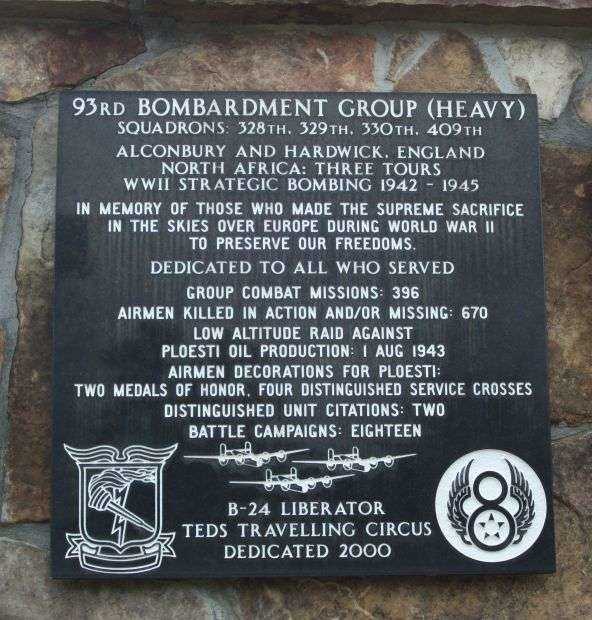 93RD BOMBARDMENT GROUP (HEAVY)
SQUADRONS: 328TH, 329TH, 330TH, 409TH
ALCONBURY AND HARDWICK, ENGLAND
NORTH AFRICA: THREE TOURS
WWII STRATEGIC BOMBING 1942 - 1945
IN MEMORY OF THOSE WHO MADE THE SUPREME SACRIFICE
IN THE SKIES OVER EUROPE DURING WORLD WAR II
TO PRESERVE OUR FREEDOMS.
DEDICATED TO ALL WHO SERVED
GROUP COMBAT MISSIONS: 396
AIRMEN KILLED IN ACTION AND/OR MISSING: 670
LOW ALTITUDE RAID AGAINST
PLOESTI OIL PRODUCTION: 1 AUG 1943
AIRMEN DECORATIONS FOR PLOESTI:
TWO MEDALS OF HONOR, FOUR DISTINGUISHED SERVICE CROSSES
DISTINGUISHED UNIT CITATIONS: TWO
BATTLE CAMPAIGNS: EIGHTEEN
B-24 LIBERATOR
TEDS TRAVELLING CIRCUS
DEDICATED 2000
8